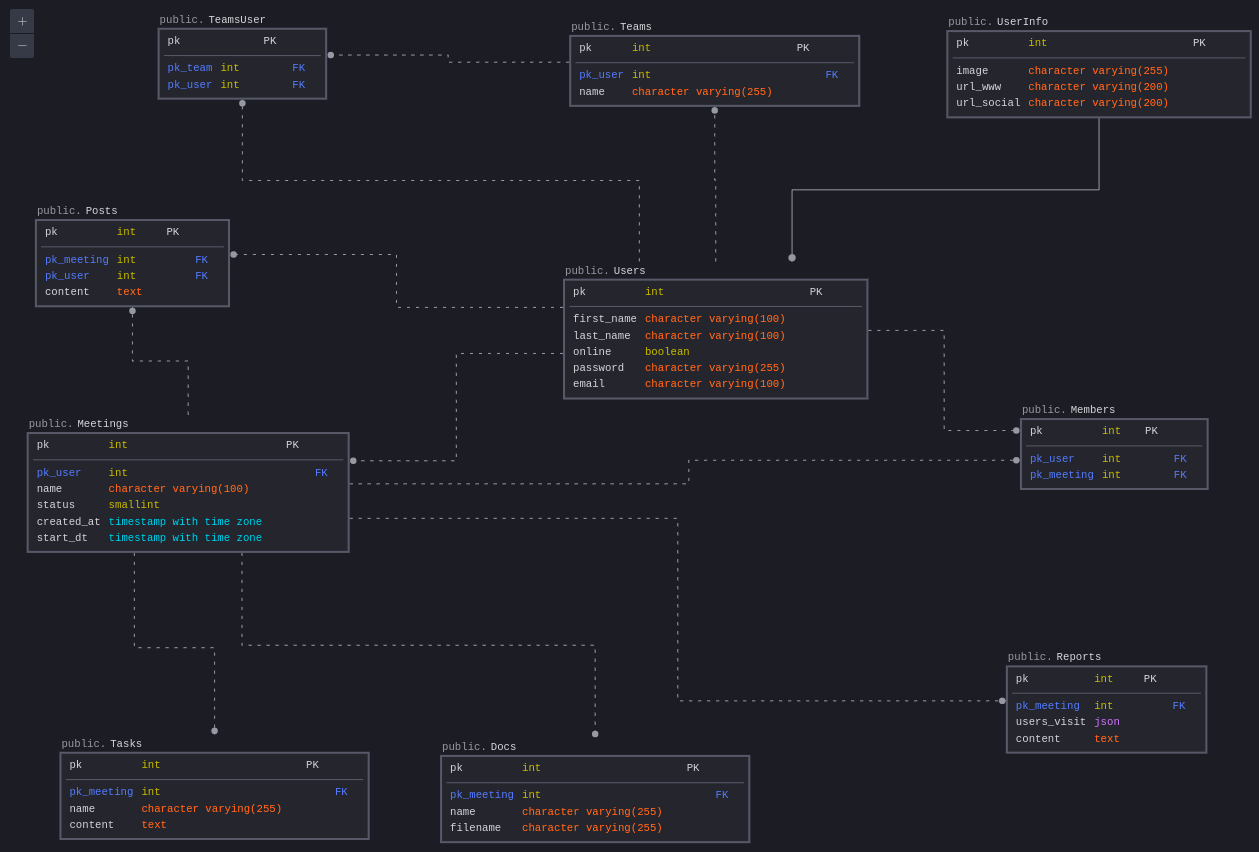 +
−
public. TeamsUser
pk PK
pk_team int FK
pk_user int FK
public. Teams
pk int PK
pk_user int FK
name character varying(255)
public. UserInfo
pk int PK
image character varying(255)
url_www character varying(200)
url_social character varying(200)
public. Posts
pk int PK
pk_meeting int FK
pk_user int FK
content text
public. Users
pk int PK
first_name character varying(100)
last_name character varying(100)
online boolean
password character varying(255)
email character varying(100)
public. Meetings
pk int PK
pk_user int FK
name character varying(100)
status smallint
created_at timestamp with time zone
start_dt timestamp with time zone
public. Members
pk int PK
pk_user int FK
pk_meeting int FK
public. Reports
pk int PK
pk_meeting int FK
users_visit json
content text
public. Tasks
pk int PK
pk_meeting int FK
name character varying(255)
content text
public. Docs
pk int PK
pk_meeting int FK
name character varying(255)
filename character varying(255)